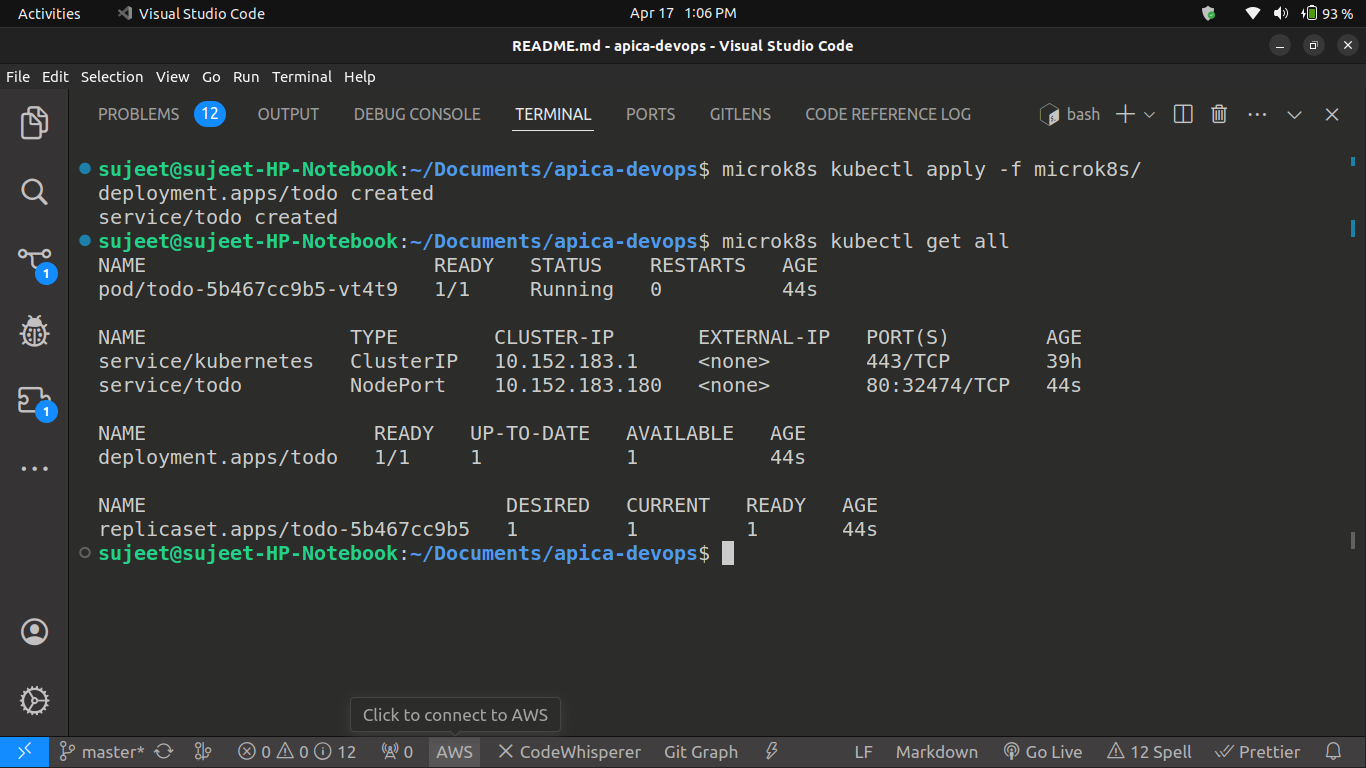 Activities Visual Studio Code Apr 17 1:06 PM 93 %
README.md - apica-devops - Visual Studio Code
File Edit Selection View Go Run Terminal Help
PROBLEMS 12 OUTPUT DEBUG CONSOLE TERMINAL PORTS GITLENS CODE REFERENCE LOG bash
sujeet@sujeet-HP-Notebook:~/Documents/apica-devops$ microk8s kubectl apply -f microk8s/
deployment.apps/todo created
service/todo created
sujeet@sujeet-HP-Notebook:~/Documents/apica-devops$ microk8s kubectl get all
NAME READY STATUS RESTARTS AGE
pod/todo-5b467cc9b5-vt4t9 1/1 Running 0 44s
NAME TYPE CLUSTER-IP EXTERNAL-IP PORT(S) AGE
service/kubernetes ClusterIP 10.152.183.1 <none> 443/TCP 39h
service/todo NodePort 10.152.183.180 <none> 80:32474/TCP 44s
NAME READY UP-TO-DATE AVAILABLE AGE
deployment.apps/todo 1/1 1 1 44s
NAME DESIRED CURRENT READY AGE
replicaset.apps/todo-5b467cc9b5 1 1 1 44s
sujeet@sujeet-HP-Notebook:~/Documents/apica-devops$
1
1
Click to connect to AWS
master* 0 0 12 0 AWS CodeWhisperer Git Graph LF Markdown Go Live 12 Spell Prettier